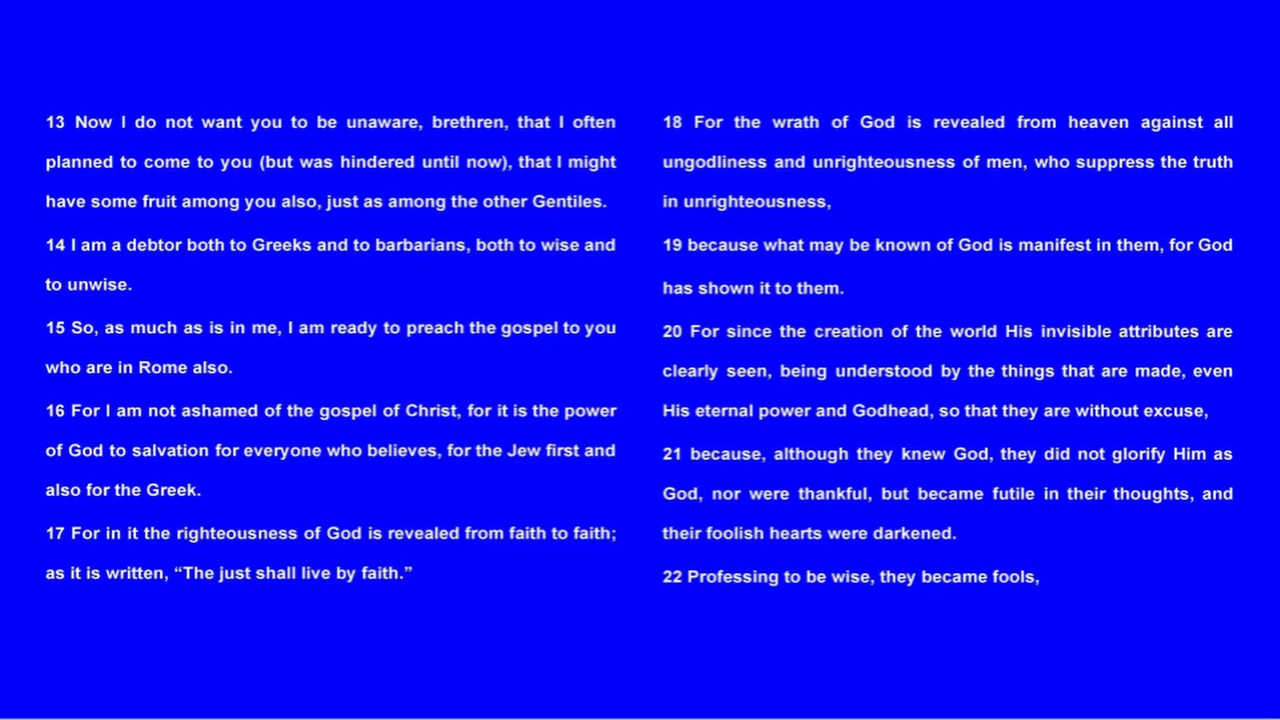 13 Now I do not want you to be unaware, brethren, that I often
planned to come to you (but was hindered until now), that I might
have some fruit among you also, just as among the other Gentiles.
14 I am a debtor both to Greeks and to barbarians, both to wise and
to unwise.
15 So, as much as is in me, I am ready to preach the gospel to you
who are in Rome also.
16 For I am not ashamed of the gospel of Christ, for it is the power
of God to salvation for everyone who believes, for the Jew first and
also for the Greek.
17 For in it the righteousness of God is revealed from faith to faith;
as it is written, “The just shall live by faith.”
18 For the wrath of God is revealed from heaven against all
ungodliness and unrighteousness of men, who suppress the truth
in unrighteousness,
19 because what may be known of God is manifest in them, for God
has shown it to them.
20 For since the creation of the world His invisible attributes are
clearly seen, being understood by the things that are made, even
His eternal power and Godhead, so that they are without excuse,
21 because, although they knew God, they did not glorify Him as
God, nor were thankful, but became futile in their thoughts, and
their foolish hearts were darkened.
22 Professing to be wise, they became fools,